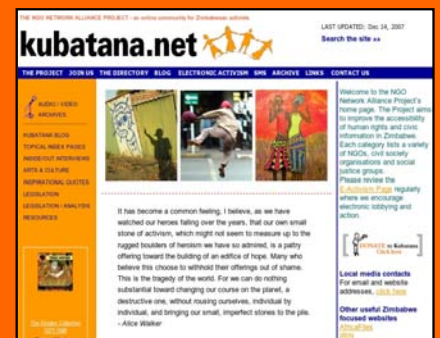 THE NGO NETWORK ALLIANCE PROJECT - an online community for Zimbabwean activists
LAST UPDATED: Dec 14, 2007
kubatana.net
Search the site
THE PROJECT JOIN US THE DIRECTORY BLOG ELECTRONIC ACTIVISM SMS ARCHIVE LINKS CONTACT US
AUDIO / VIDEO
ARCHIVES
KUBATANA BLOG
TOPICAL INDEX PAGES
INSIDE/OUT INTERVIEWS
ARTS & CULTURE
INSPIRATIONAL QUOTES
LEGISLATION
LEGISLATION / ANALYSIS
RESOURCES
It has become a common feeling, I believe, as we have
watched our heroes falling over the years, that our own small
stone of activism, which might not seem to measure up to the
rugged boulders of heroism we have so admired, is a paltry
offering toward the building of an edifice of hope. Many who
believe this choose to withhold their offerings out of shame.
This is the tragedy of the world. For we can do nothing
substantial toward changing our course on the planet, a
destructive one, without rousing ourselves, individual by
individual, and bringing our small, imperfect stones to the pile.
- Alice Walker
Welcome to the NGO
Network Alliance Project's
home page. The Project aims
to improve the accessibility
of human rights and civic
information in Zimbabwe.
Each category lists a variety
of NGOs, civil society
organisations and social
justice groups.
Please review the
E-Activism Page regularly
where we encourage
electronic lobbying and
action.
DONATE to Kubatana
Click here
Local media contacts
For email and website
addresses, click here
Other useful Zimbabwe
focused websites
AfricaFiles